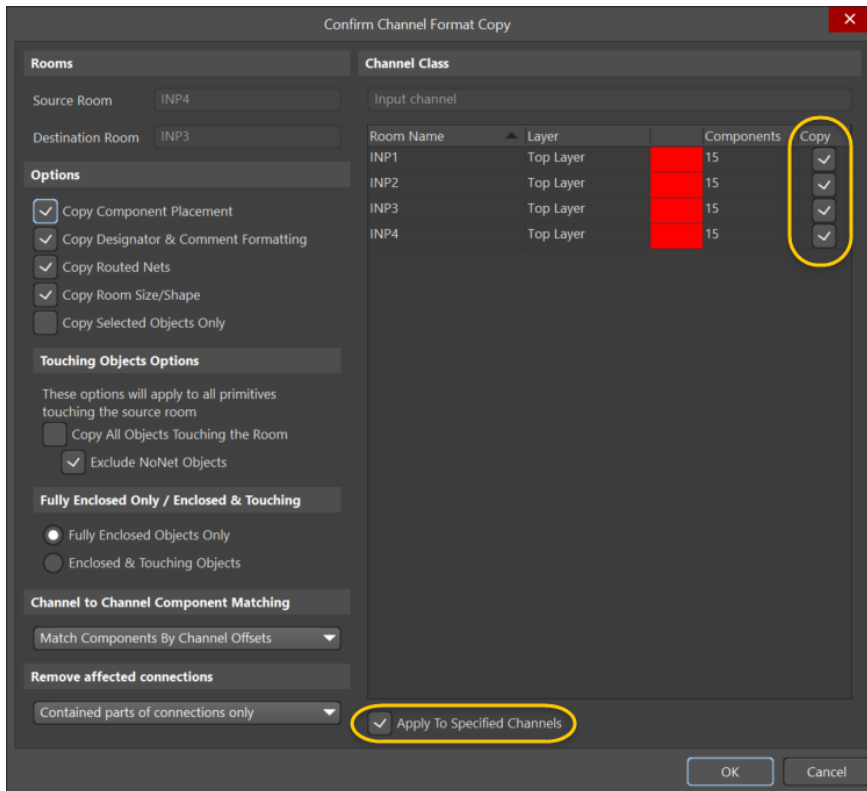 Confirm Channel Format Copy
Rooms
Source Room INP4
Destination Room INP3
Options
Copy Component Placement
Copy Designator & Comment Formatting
Copy Routed Nets
Copy Room Size/Shape
Copy Selected Objects Only
Touching Objects Options
These options will apply to all primitives
touching the source room
Copy All Objects Touching the Room
Exclude NoNet Objects
Fully Enclosed Only / Enclosed & Touching
Fully Enclosed Objects Only
Enclosed & Touching Objects
Channel to Channel Component Matching
Match Components By Channel Offsets
Remove affected connections
Contained parts of connections only
Channel Class
Input channel
Room Name Layer Components Copy
INP1 Top Layer 15
INP2 Top Layer 15
INP3 Top Layer 15
INP4 Top Layer 15
Apply To Specified Channels
OK Cancel